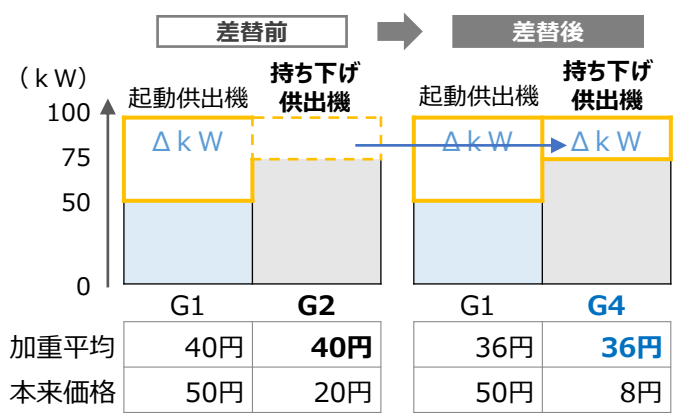 差替前
差替後
(kW)
起動供出機
持ち下げ
供出機
起動供出機
持ち下げ
供出機
100
75
50
0
ΔkW
ΔkW
ΔkW
G1
G2
G1
G4
加重平均
40円
40円
36円
36円
本来価格
50円
20円
50円
8円